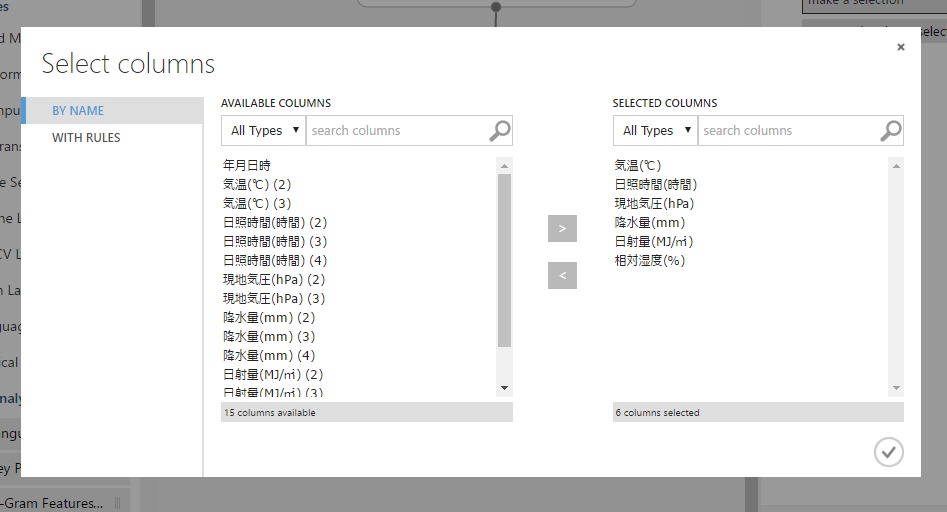 make a selection
Select columns
BY NAME
WITH RULES
AVAILABLE COLUMNS
All Types ▼ search columns
年月日時
気温(℃) (2)
気温(℃) (3)
日照時間(時間) (2)
日照時間(時間) (3)
日照時間(時間) (4)
現地気圧(hPa) (2)
現地気圧(hPa) (3)
降水量(mm) (2)
降水量(mm) (3)
降水量(mm) (4)
日射量(MJ/㎡) (2)
日射量(MJ/㎡) (3)
15 columns available
>
<
SELECTED COLUMNS
All Types ▼ search columns
気温(℃)
日照時間(時間)
現地気圧(hPa)
降水量(mm)
日射量(MJ/㎡)
相対湿度(%)
6 columns selected
-Gram Features...